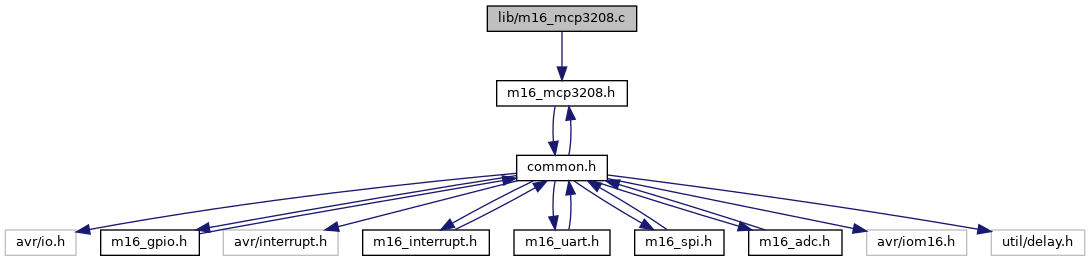 lib/m16_mcp3208.c
m16_mcp3208.h
common.h
avr/io.h
m16_gpio.h
avr/interrupt.h
m16_interrupt.h
m16_uart.h
m16_spi.h
m16_adc.h
avr/iom16.h
util/delay.h